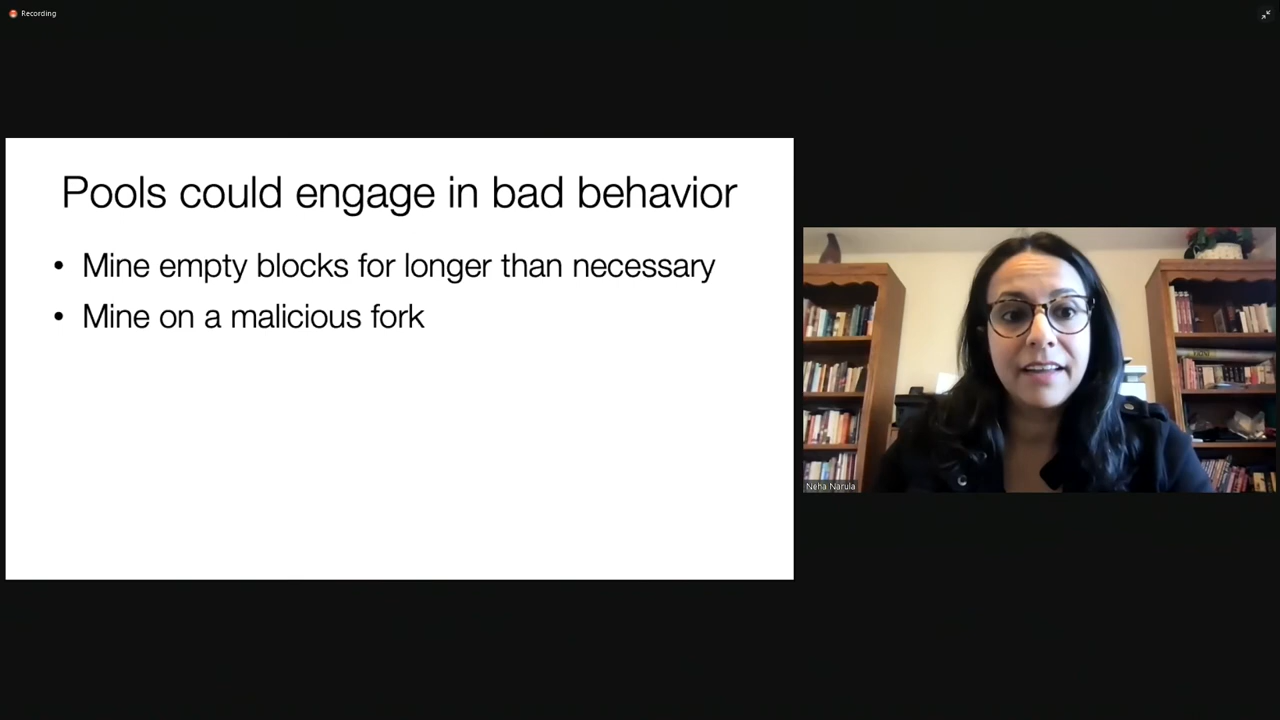 Recording
Pools could engage in bad behavior
• Mine empty blocks for longer than necessary
• Mine on a malicious fork
Neha Narula